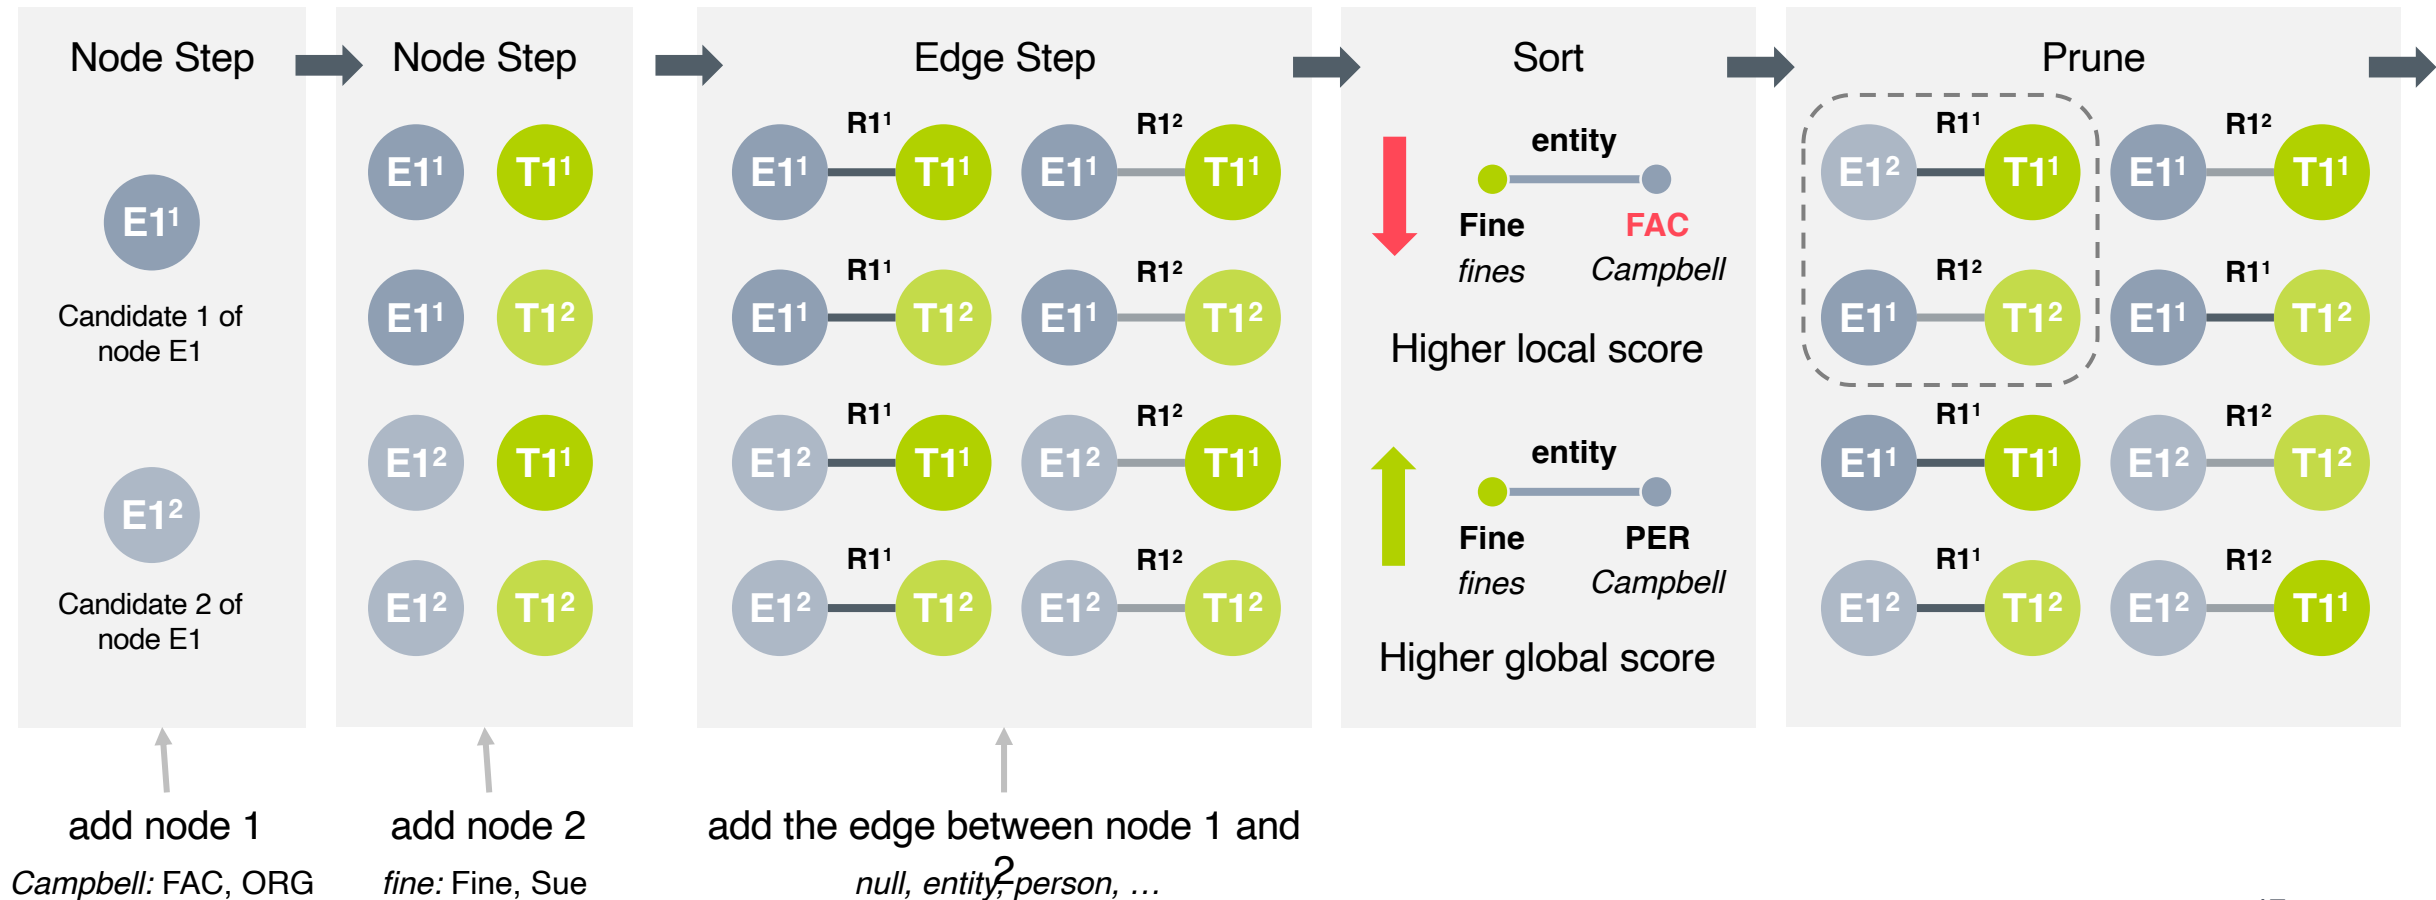 Node Step
E1¹
Candidate 1 of
node E1
E1²
Candidate 2 of
node E1
add node 1
Campbell: FAC, ORG
Node Step
E1¹ T1¹
E1¹ T1²
E1² T1¹
E1² T1²
add node 2
fine: Fine, Sue
Edge Step
R1¹ R1²
E1¹ T1¹ E1¹ T1¹
R1¹ R1²
E1¹ T1² E1¹ T1²
R1¹ R1²
E1² T1¹ E1² T1¹
R1¹ R1²
E1² T1² E1² T1²
add the edge between node 1 and
2
null, entity, person, …
Sort
entity
Fine FAC
fines Campbell
Higher local score
entity
Fine PER
fines Campbell
Higher global score
Prune
R1¹ R1²
E1² T1¹ E1¹ T1¹
R1² R1¹
E1¹ T1² E1¹ T1²
R1¹ R1²
E1¹ T1¹ E1² T1²
R1¹ R1²
E1² T1² E1² T1¹